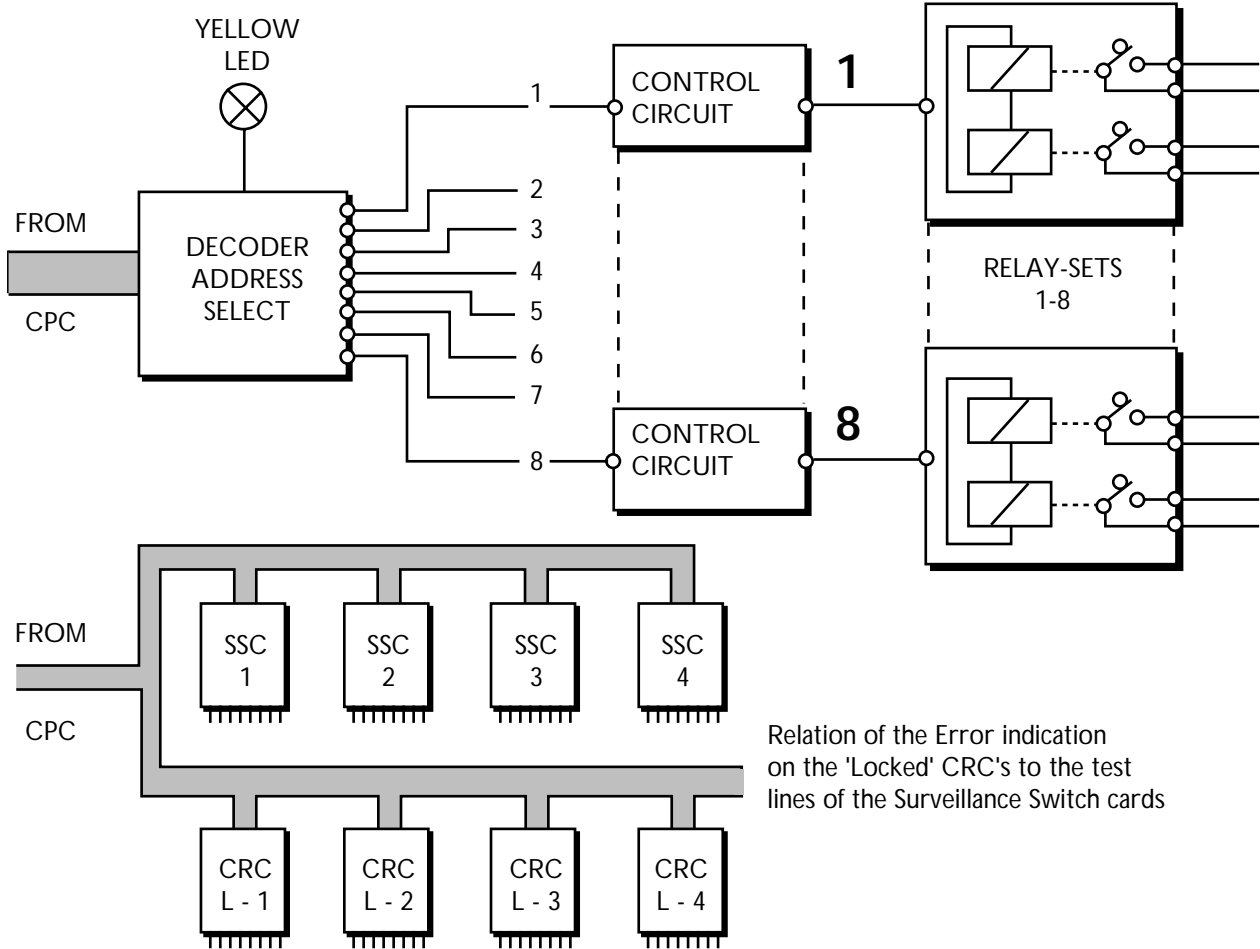 YELLOW
LED
FROM
CPC
DECODER
ADDRESS
SELECT
1
2
3
4
5
6
7
8
CONTROL
CIRCUIT
1
CONTROL
CIRCUIT
8
RELAY-SETS
1-8
FROM
CPC
SSC
1
SSC
2
SSC
3
SSC
4
Relation of the Error indication
on the 'Locked' CRC's to the test
lines of the Surveillance Switch cards
CRC
L - 1
CRC
L - 2
CRC
L - 3
CRC
L - 4